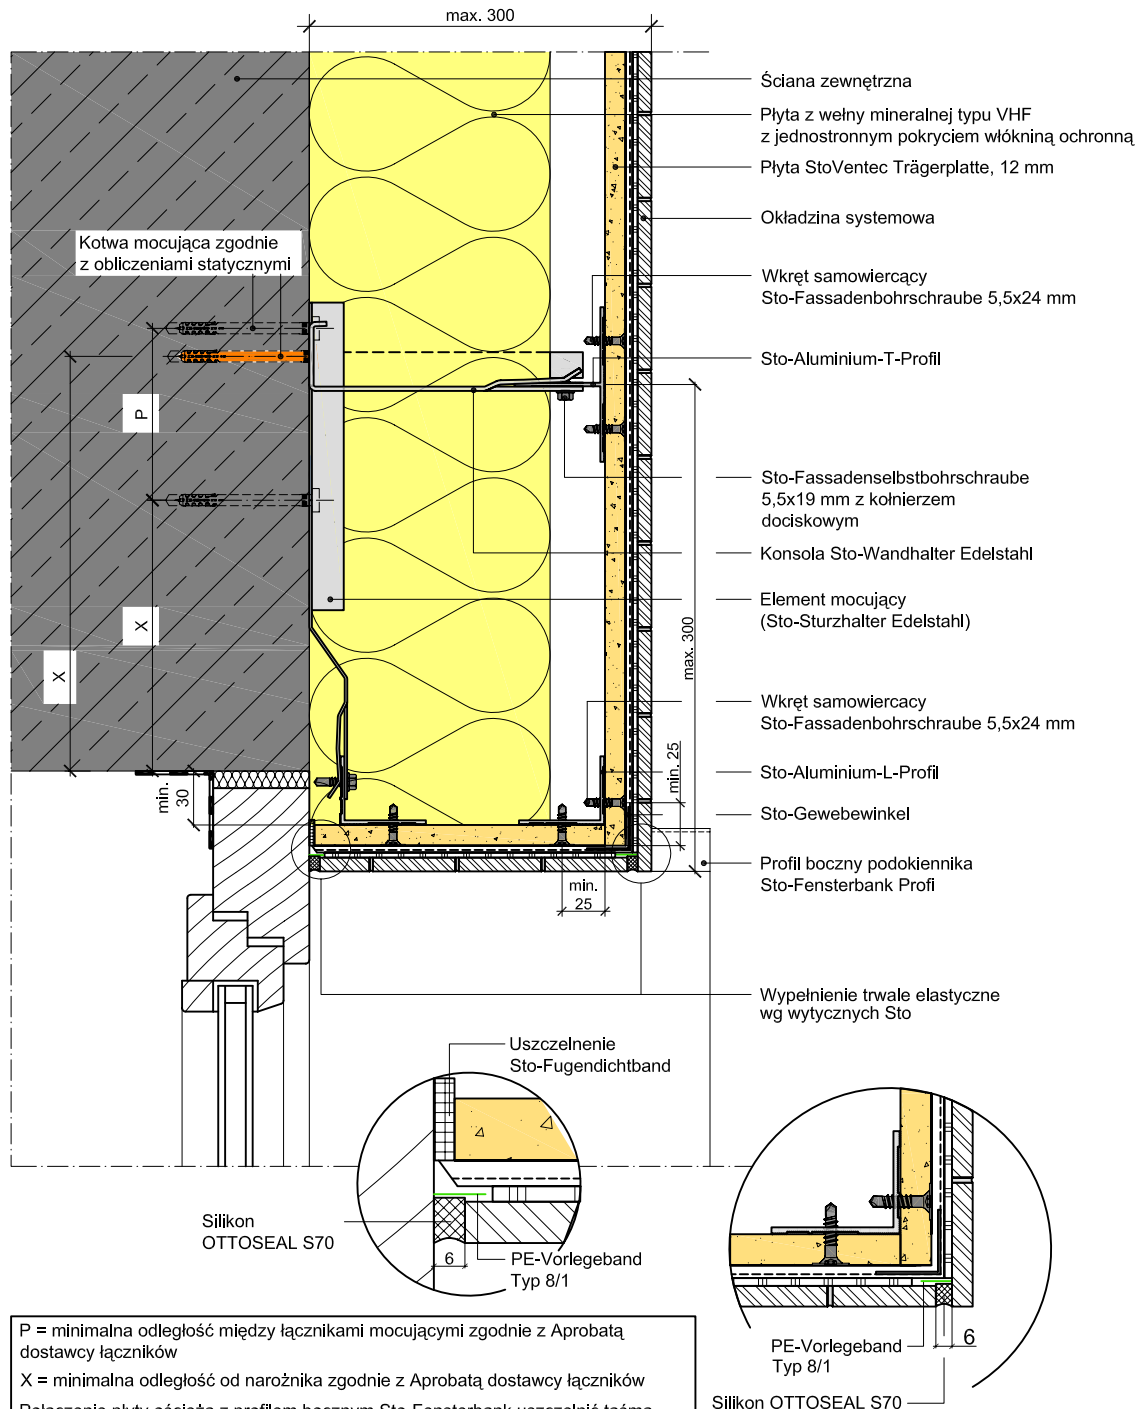 max. 300
Ściana zewnętrzna
Płyta z wełny mineralnej typu VHF
z jednostronnym pokryciem włókniną ochronną
Płyta StoVentec Trägerplatte, 12 mm
Okładzina systemowa
Kotwa mocująca zgodnie
z obliczeniami statycznymi
Wkręt samowiercący
Sto-Fassadenbohrschraube 5,5x24 mm
Sto-Aluminium-T-Profil
P
Sto-Fassadenselbstbohrschraube
5,5x19 mm z kołnierzem
dociskowym
Konsola Sto-Wandhalter Edelstahl
Element mocujący
(Sto-Sturzhalter Edelstahl)
X
X
max. 300
Wkręt samowiercacy
Sto-Fassadenbohrschraube 5,5x24 mm
min. 25
Sto-Aluminium-L-Profil
min.
30
Sto-Gewebewinkel
Profil boczny podokiennika
Sto-Fensterbank Profi
min.
25
Wypełnienie trwale elastyczne
wg wytycznych Sto
Uszczelnenie
Sto-Fugendichtband
Silikon
OTTOSEAL S70
6
PE-Vorlegeband
Typ 8/1
PE-Vorlegeband
Typ 8/1
6
Silikon OTTOSEAL S70
P = minimalna odległość między łącznikami mocującymi zgodnie z Aprobatą
dostawcy łączników
X = minimalna odległość od narożnika zgodnie z Aprobatą dostawcy łączników